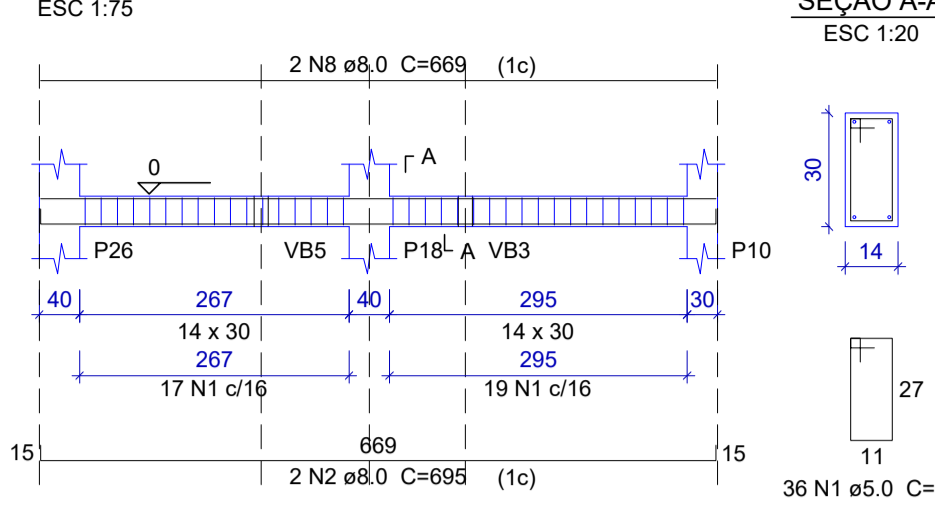 ESC 1:75
SEÇÃO A-A
ESC 1:20
2 N8 ø8.0 C=669 (1c)
A
0
30
P26
VB5
P18
A
VB3
P10
14
40
267
40
295
30
14 x 30
14 x 30
267
295
17 N1 c/16
19 N1 c/16
27
15
669
15
11
2 N2 ø8.0 C=695 (1c)
36 N1 ø5.0 C=